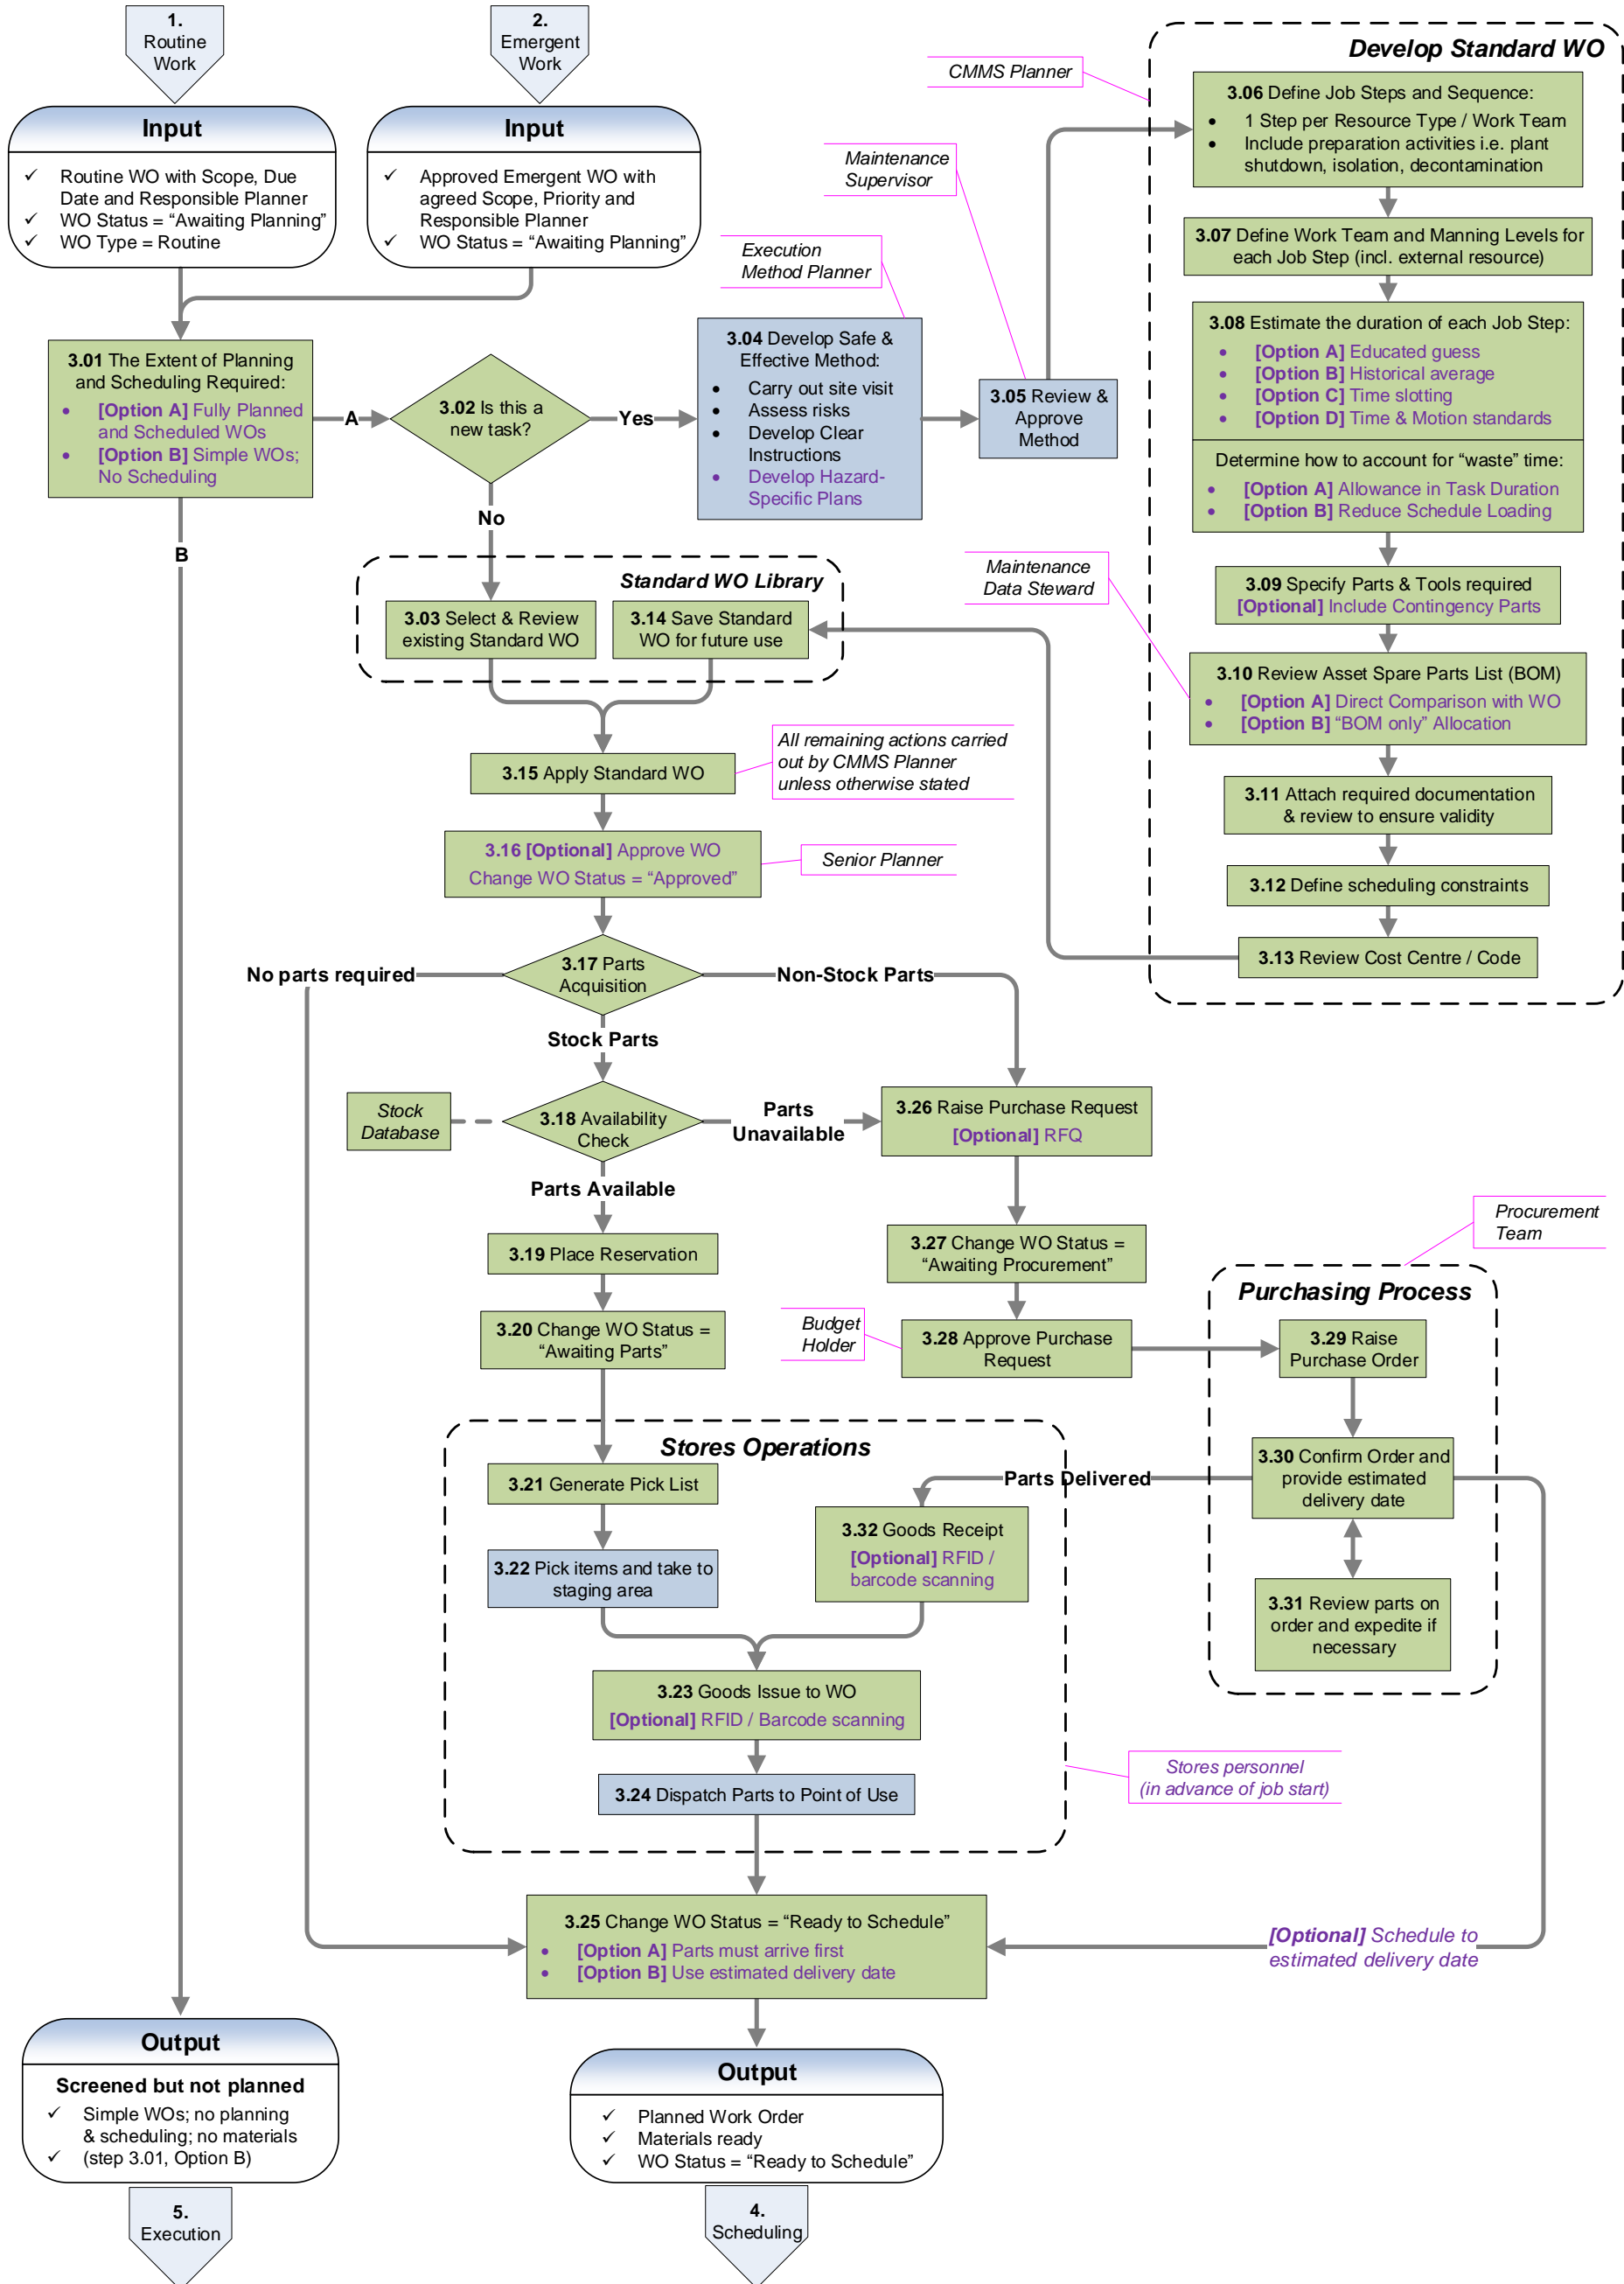 1.
Routine
Work
2.
Emergent
Work
Input
✓ Routine WO with Scope, Due
Date and Responsible Planner
✓ WO Status = “Awaiting Planning”
✓ WO Type = Routine
Input
✓ Approved Emergent WO with
agreed Scope, Priority and
Responsible Planner
✓ WO Status = “Awaiting Planning”
3.01 The Extent of Planning
and Scheduling Required:
• [Option A] Fully Planned
and Scheduled WOs
• [Option B] Simple WOs;
No Scheduling
A
B
3.02 Is this a
new task?
Yes
No
Execution
Method Planner
3.04 Develop Safe &
Effective Method:
• Carry out site visit
• Assess risks
• Develop Clear
Instructions
• Develop Hazard-
Specific Plans
Maintenance
Supervisor
3.05 Review &
Approve
Method
CMMS Planner
Develop Standard WO
3.06 Define Job Steps and Sequence:
• 1 Step per Resource Type / Work Team
• Include preparation activities i.e. plant
shutdown, isolation, decontamination
3.07 Define Work Team and Manning Levels for
each Job Step (incl. external resource)
3.08 Estimate the duration of each Job Step:
• [Option A] Educated guess
• [Option B] Historical average
• [Option C] Time slotting
• [Option D] Time & Motion standards
Determine how to account for “waste” time:
• [Option A] Allowance in Task Duration
• [Option B] Reduce Schedule Loading
3.09 Specify Parts & Tools required
[Optional] Include Contingency Parts
Maintenance
Data Steward
3.10 Review Asset Spare Parts List (BOM)
• [Option A] Direct Comparison with WO
• [Option B] “BOM only” Allocation
3.11 Attach required documentation
& review to ensure validity
3.12 Define scheduling constraints
3.13 Review Cost Centre / Code
Standard WO Library
3.03 Select & Review
existing Standard WO
3.14 Save Standard
WO for future use
3.15 Apply Standard WO
All remaining actions carried
out by CMMS Planner
unless otherwise stated
3.16 [Optional] Approve WO
Change WO Status = “Approved”
Senior Planner
3.17 Parts
Acquisition
No parts required
Non-Stock Parts
Stock Parts
Stock
Database
3.18 Availability
Check
Parts
Unavailable
Parts Available
3.19 Place Reservation
3.20 Change WO Status =
“Awaiting Parts”
3.26 Raise Purchase Request
[Optional] RFQ
3.27 Change WO Status =
“Awaiting Procurement”
Budget
Holder
3.28 Approve Purchase
Request
Procurement
Team
Purchasing Process
3.29 Raise
Purchase Order
3.30 Confirm Order and
provide estimated
delivery date
3.31 Review parts on
order and expedite if
necessary
Parts Delivered
Stores Operations
3.21 Generate Pick List
3.22 Pick items and take to
staging area
3.32 Goods Receipt
[Optional] RFID /
barcode scanning
3.23 Goods Issue to WO
[Optional] RFID / Barcode scanning
3.24 Dispatch Parts to Point of Use
Stores personnel
(in advance of job start)
3.25 Change WO Status = “Ready to Schedule”
• [Option A] Parts must arrive first
• [Option B] Use estimated delivery date
[Optional] Schedule to
estimated delivery date
Output
Screened but not planned
✓ Simple WOs; no planning
& scheduling; no materials
✓ (step 3.01, Option B)
5.
Execution
Output
✓ Planned Work Order
✓ Materials ready
✓ WO Status = “Ready to Schedule”
4.
Scheduling